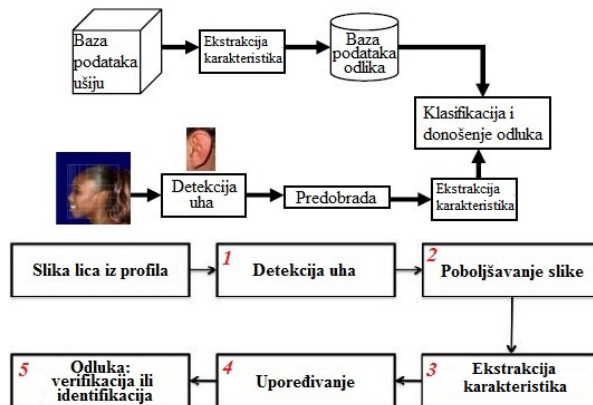 Baza
podataka
ušiju
Ekstrakcija
karakteristika
Baza
podataka
odlika
Klasifikacija i
donošenje odluka
Detekcija
uha
Predobrada
Ekstrakcija
karakteristika
Slika lica iz profila
1
Detekcija uha
2
Poboljšavanje slike
5
Odluka:
verifikacija ili
identifikacija
4
Upoređivanje
3
Ekstrakcija
karakteristika